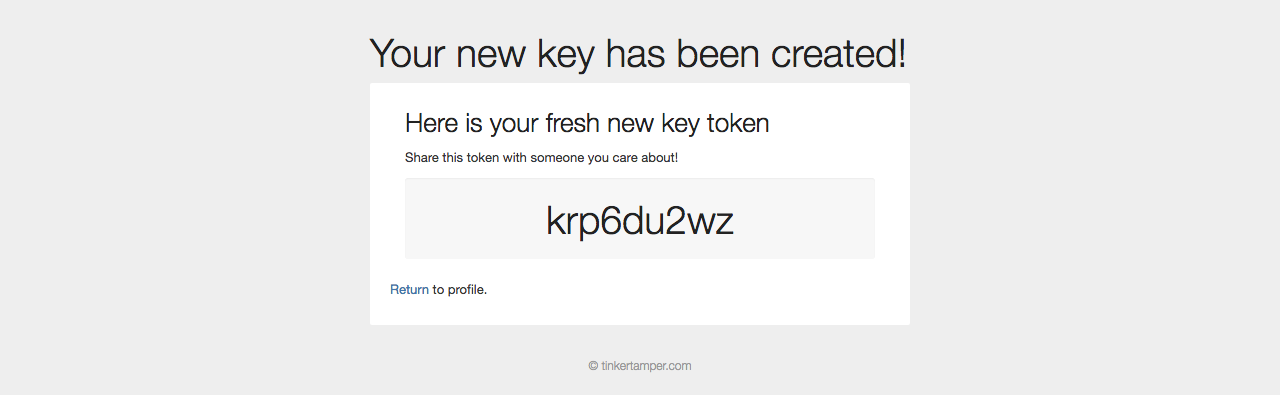 Your new key has been created!
Here is your fresh new key token
Share this token with someone you care about!
krp6du2wz
Return to profile.
© tinkertamper.com